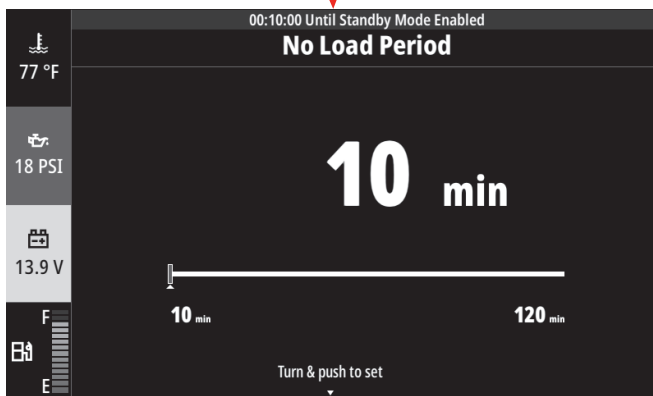 00:10:00 Until Standby Mode Enabled
No Load Period
77 °F
18 PSI
13.9 V
F
E
10 min
10 min
120 min
Turn & push to set